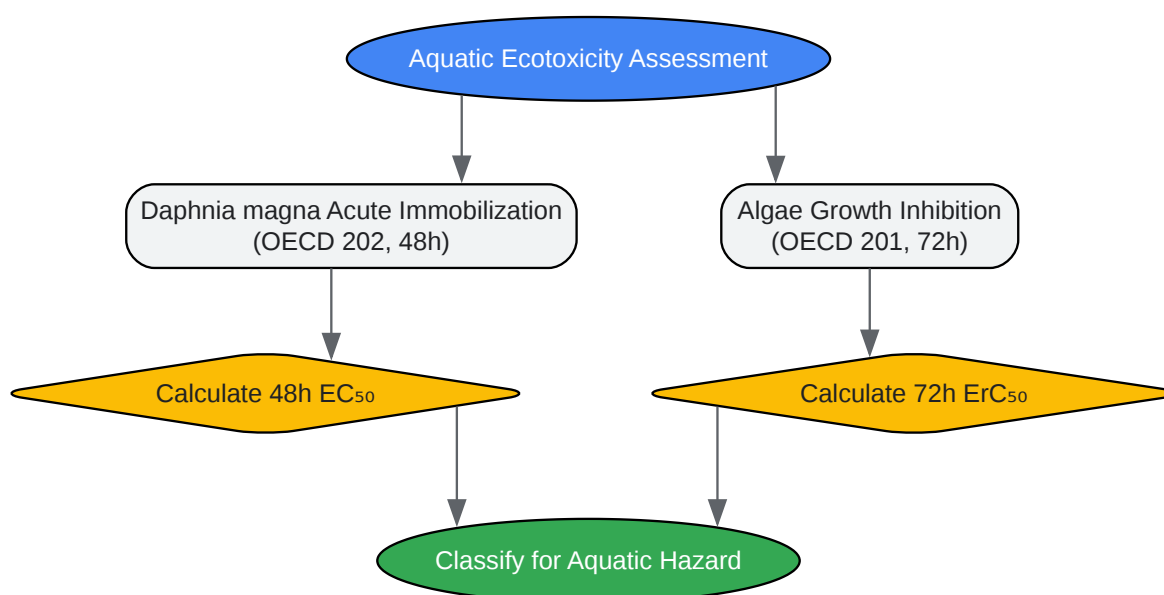 Aquatic Ecotoxicity Assessment
Daphnia magna Acute Immobilization
(OECD 202, 48h)
Algae Growth Inhibition
(OECD 201, 72h)
Calculate 48h EC₅₀
Calculate 72h ErC₅₀
Classify for Aquatic Hazard